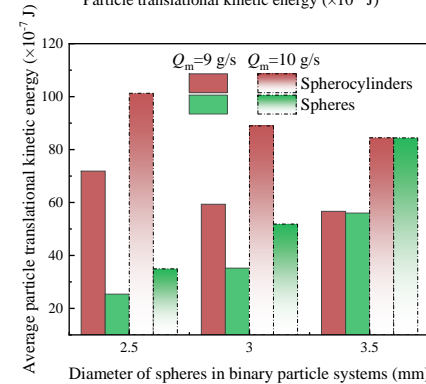 Particle translational kinetic energy (×10⁻⁷ J)
Average particle translational kinetic energy (×10⁻⁷ J)
120
100
80
60
40
20
Qm=9 g/s Qm=10 g/s
Spherocylinders
Spheres
2.5 3 3.5
Diameter of spheres in binary particle systems (mm)